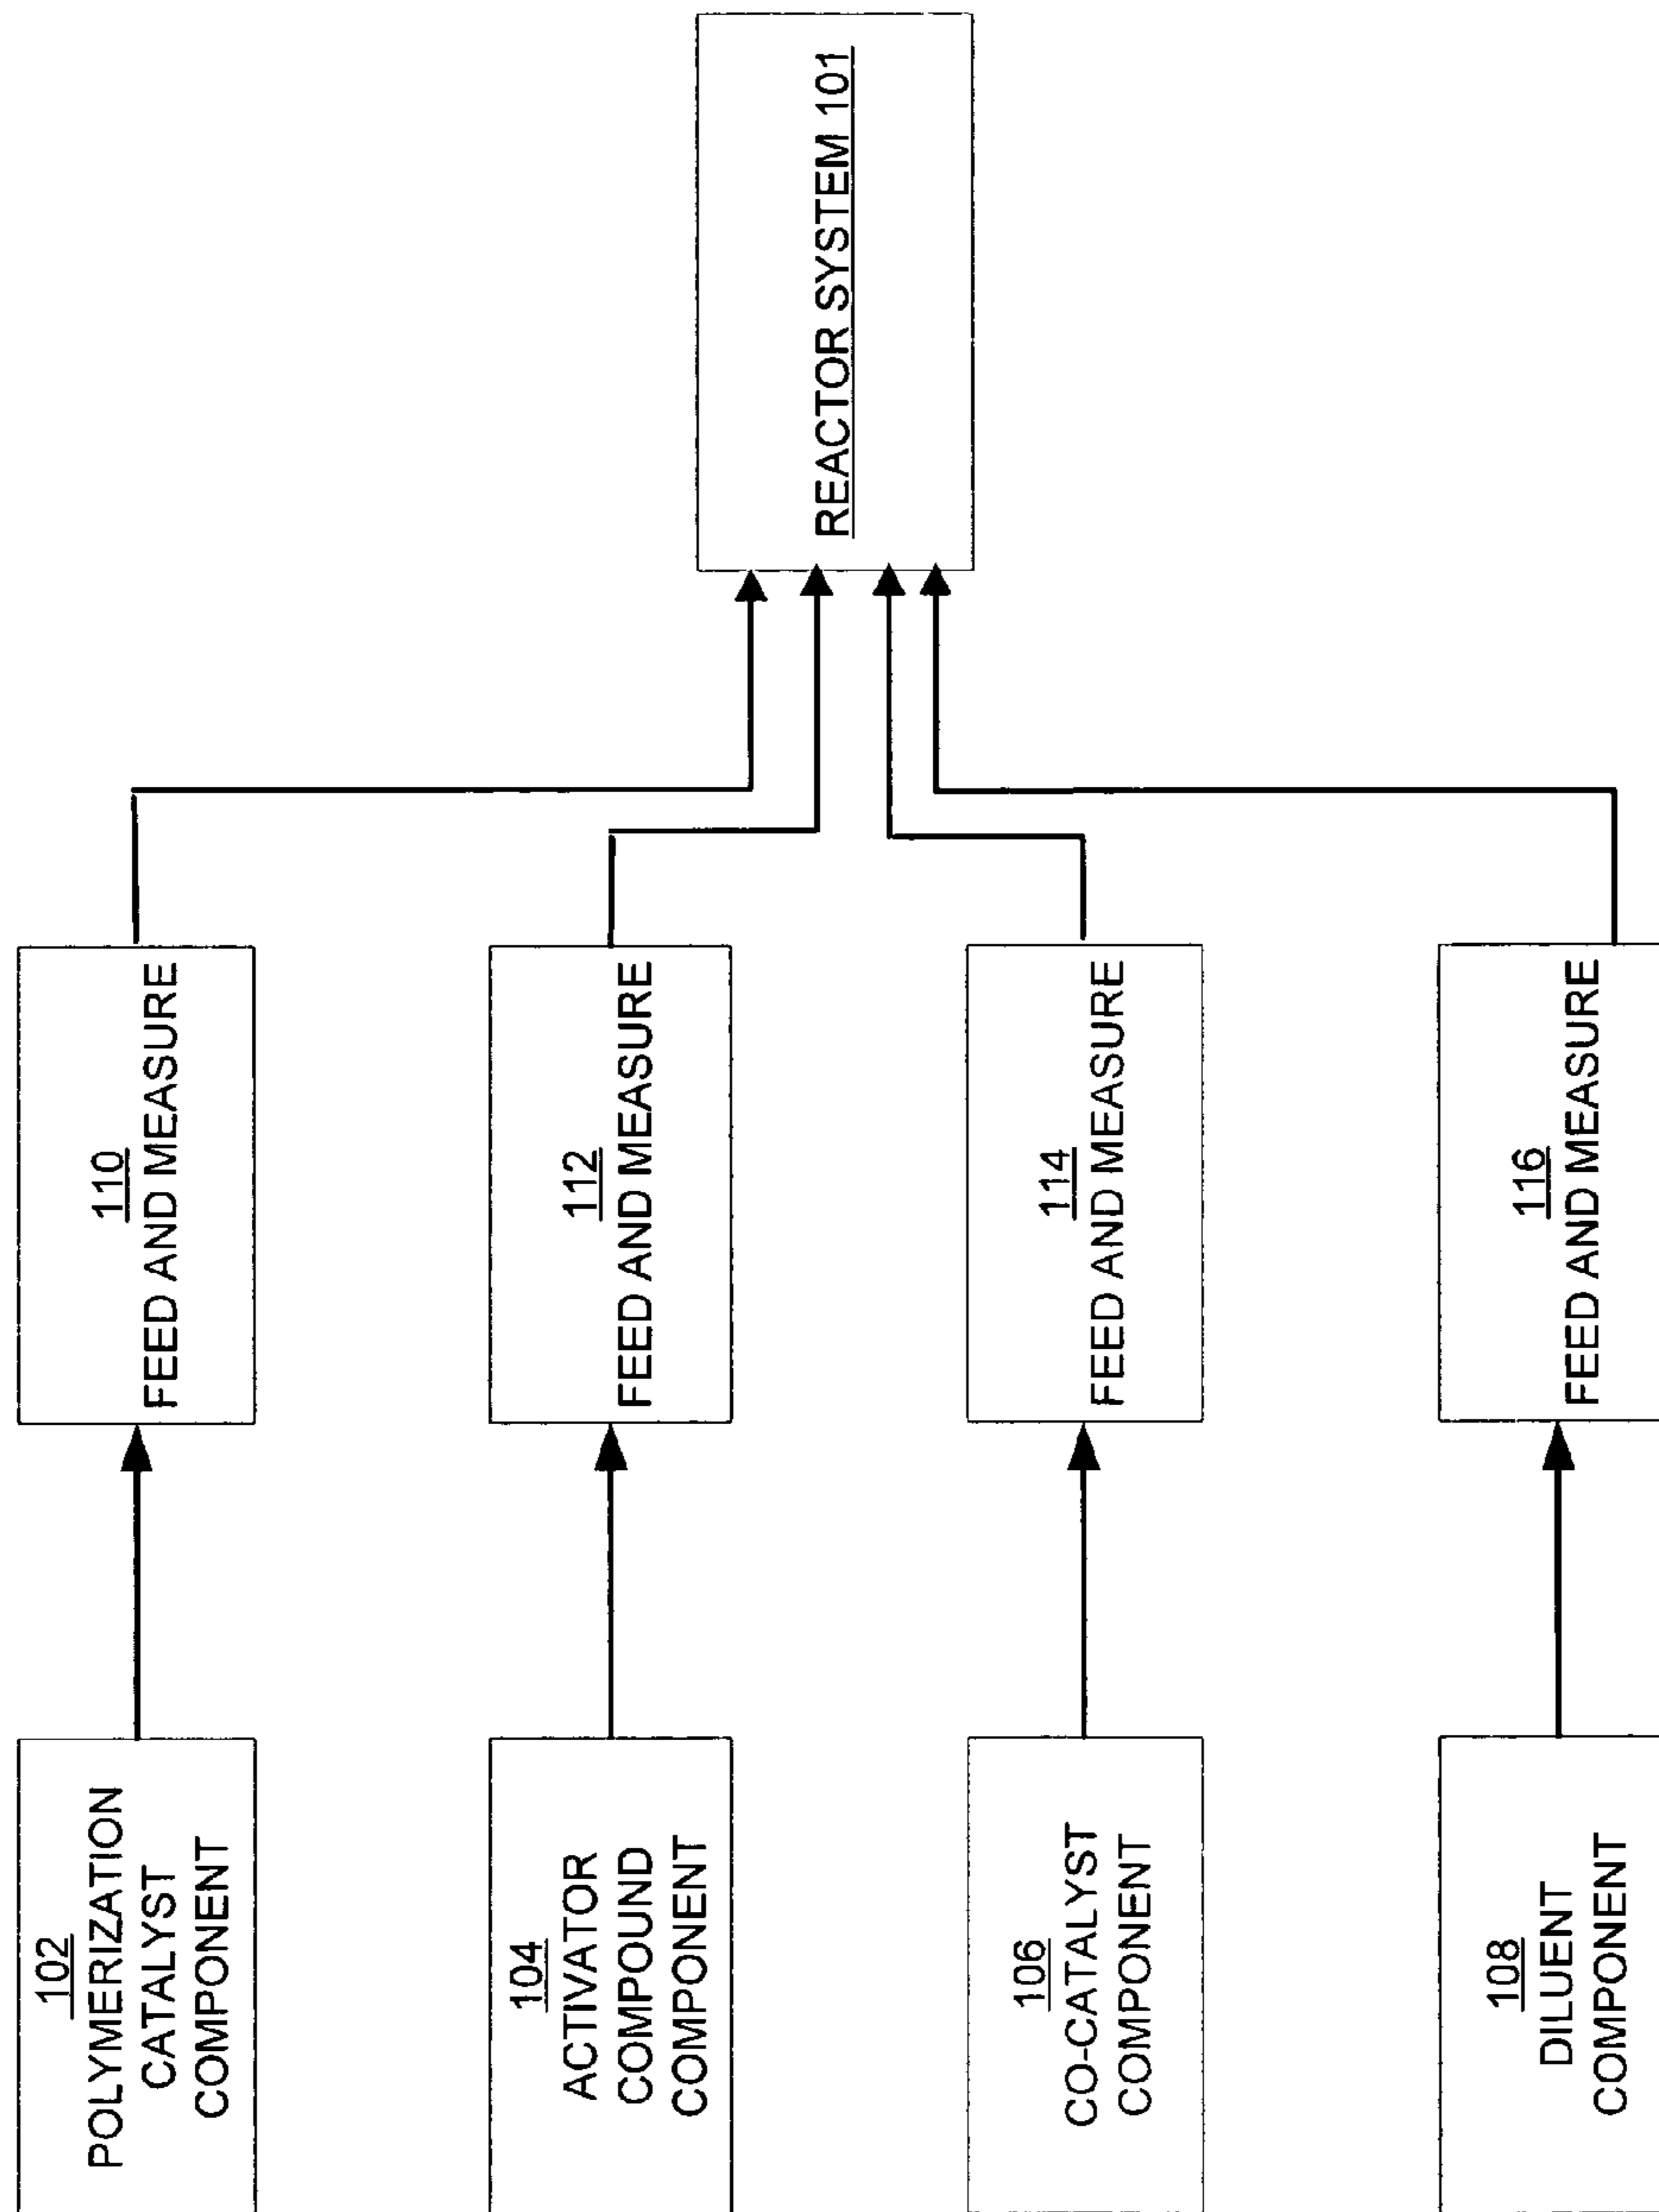 102
POLYMERIZATION
CATALYST
COMPONENT
110
FEED AND MEASURE
104
ACTIVATOR
COMPOUND
COMPONENT
112
FEED AND MEASURE
REACTOR SYSTEM 101
106
CO-CATALYST
COMPONENT
114
FEED AND MEASURE
108
DILUENT
COMPONENT
116
FEED AND MEASURE